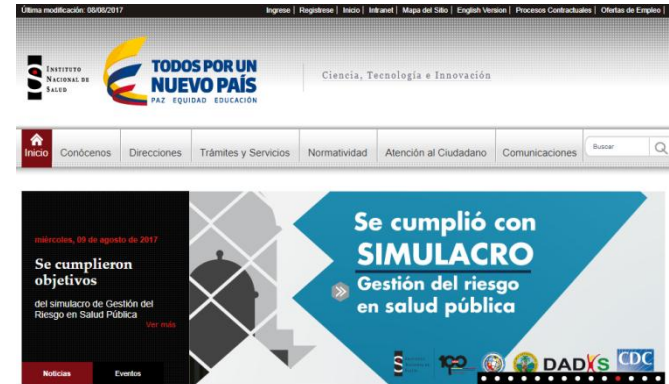 Última modificación: 08/08/2017
Ingrese | Registrese | Inicio | Intranet | Mapa del Sitio | English Version | Procesos Contractuales | Ofertas de Empleo |
INSTITUTO
NACIONAL DE
SALUD
TODOS POR UN
NUEVO PAÍS
PAZ EQUIDAD EDUCACIÓN
Ciencia, Tecnología e Innovación
Inicio
Conócenos
Direcciones
Trámites y Servicios
Normatividad
Atención al Ciudadano
Comunicaciones
Buscar
miércoles, 09 de agosto de 2017
Se cumplieron
objetivos
del simulacro de Gestión del
Riesgo en Salud Pública
Ver más
Noticias
Eventos
Se cumplió con
SIMULACRO
Gestión del riesgo
en salud pública
DADIS
CDC